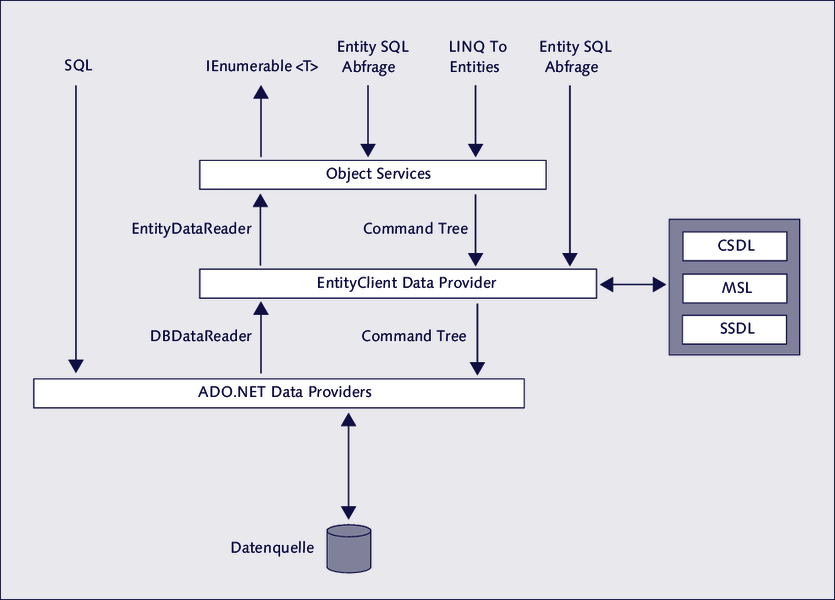 SQL
IEnumerable <T>
Entity SQL
Abfrage
LINQ To
Entities
Entity SQL
Abfrage
Object Services
EntityDataReader
Command Tree
EntityClient Data Provider
CSDL
MSL
SSDL
DBDataReader
Command Tree
ADO.NET Data Providers
Datenquelle